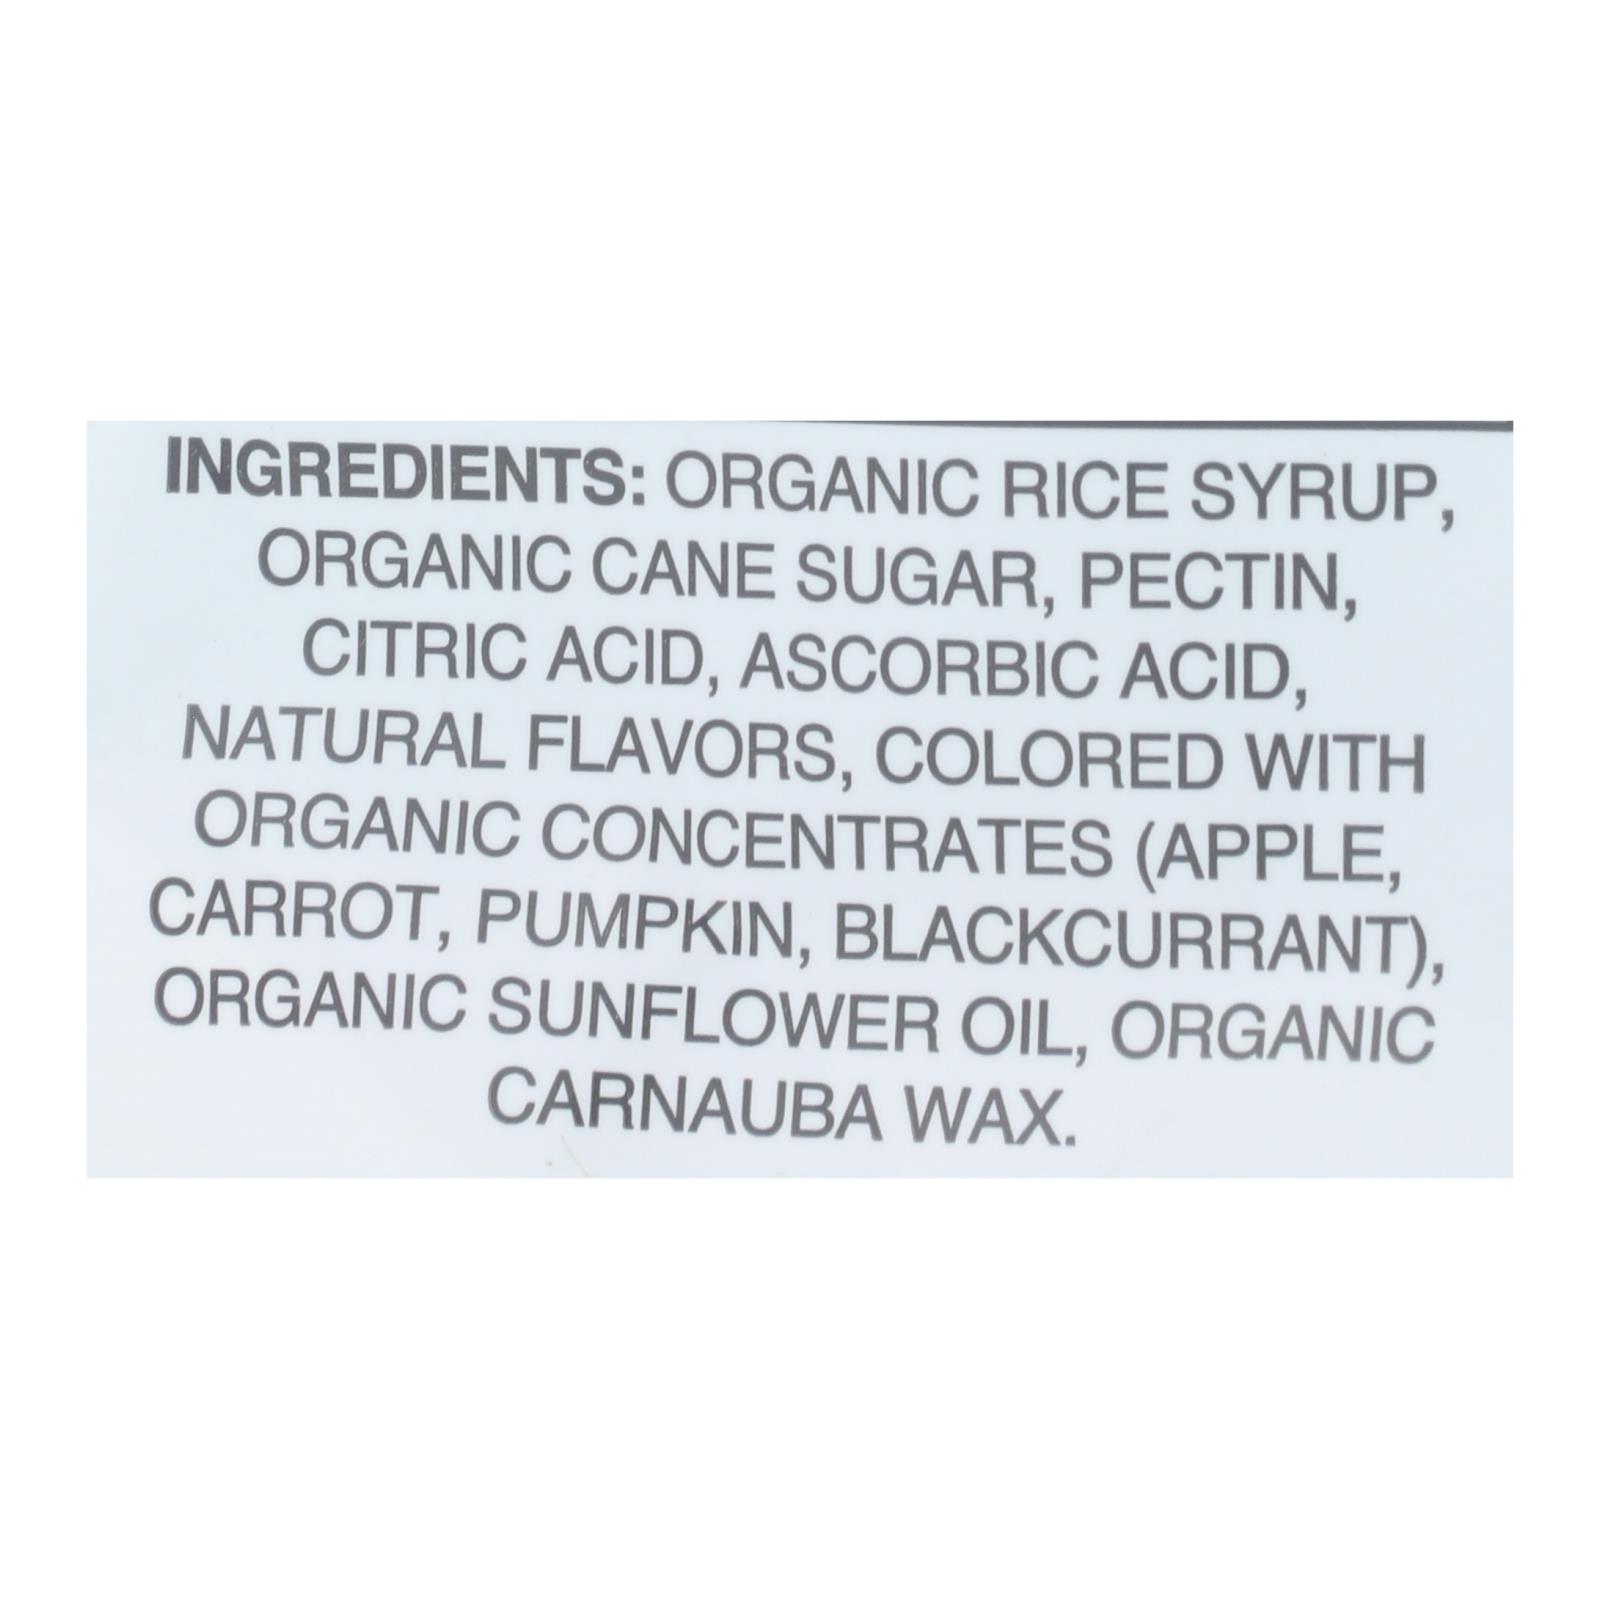 INGREDIENTS: ORGANIC RICE SYRUP,
ORGANIC CANE SUGAR, PECTIN,
CITRIC ACID, ASCORBIC ACID,
NATURAL FLAVORS, COLORED WITH
ORGANIC CONCENTRATES (APPLE,
CARROT, PUMPKIN, BLACKCURRANT),
ORGANIC SUNFLOWER OIL, ORGANIC
CARNAUBA WAX.